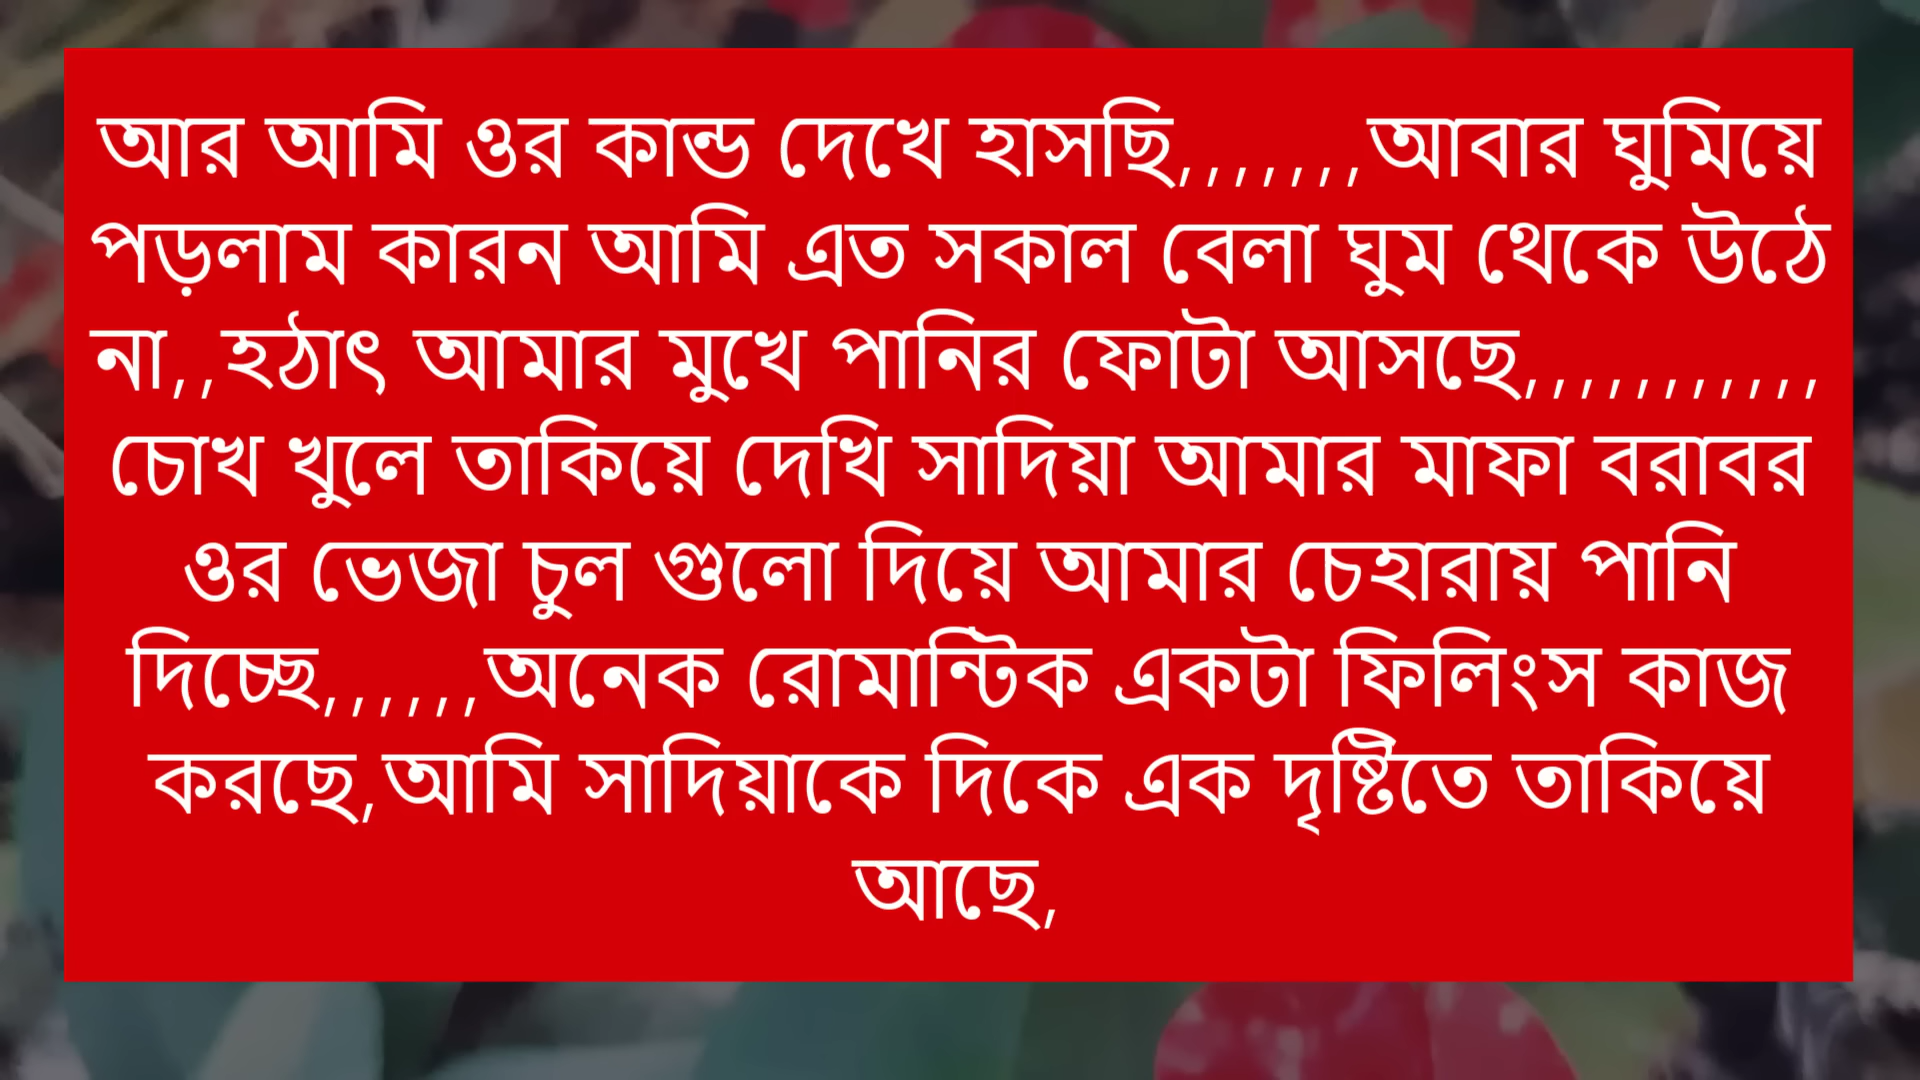 আর আমি ওর কান্ড দেখে হাসছি,,,,,,,আবার ঘুমিয়ে
পড়লাম কারন আমি এত সকাল বেলা ঘুম থেকে উঠে
না,,হঠাৎ আমার মুখে পানির ফোটা আসছে,,,,,,,,,,,
চোখ খুলে তাকিয়ে দেখি সাদিয়া আমার মাফা বরাবর
ওর ভেজা চুল গুলো দিয়ে আমার চেহারায় পানি
দিচ্ছে,,,,,,অনেক রোমান্টিক একটা ফিলিংস কাজ
করছে,আমি সাদিয়াকে দিকে এক দৃষ্টিতে তাকিয়ে
আছে,